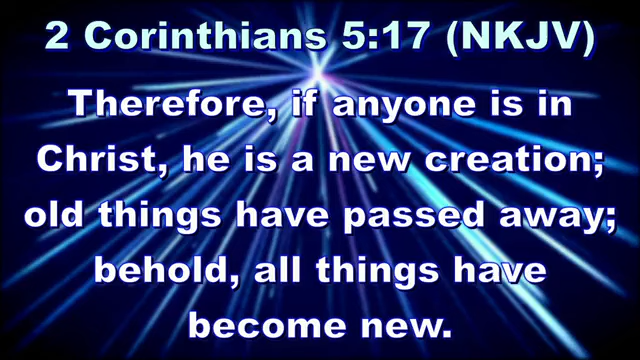 2 Corinthians 5:17 (NKJV)
Therefore, if anyone is in
Christ, he is a new creation;
old things have passed away;
behold, all things have
become new.